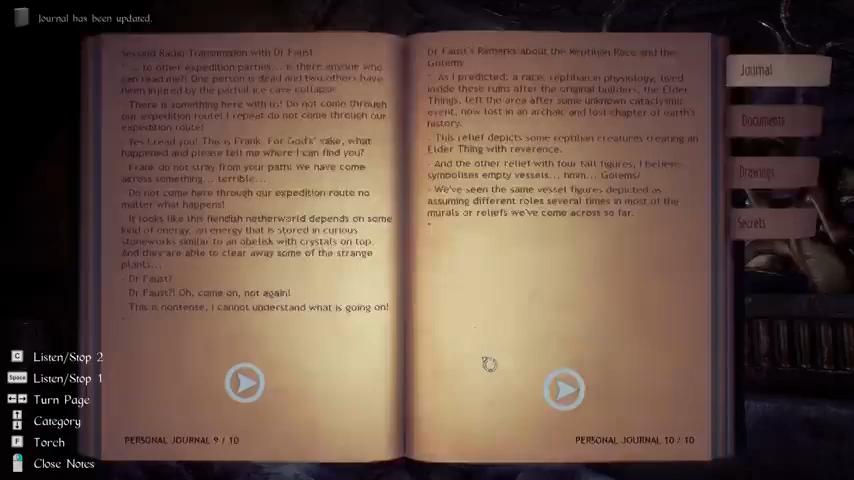 Journal has been updated.
Second Radio Transmission with Dr Faust
" ... to other expedition parties... is there anyone who
can read me?! One person is dead and two others have
been injured by the partial ice cave collapse.
There is something here with us! Do not come through
our expedition route! I repeat do not come through our
expedition route!
- Yes I read you! This is Frank. For God's sake, what
happened and please tell me where I can find you?
- Frank do not stray from your path! We have come
across something... terrible...
Do not come here through our expedition route no
matter what happens!
It looks like this fiendish netherworld depends on some
kind of energy, an energy that is stored in curious
stoneworks similar to an obelisk with crystals on top.
And they are able to clear away some of the strange
plants...
- Dr Faust?
Dr Faust?! Oh, come on, not again!
This is nonsense, I cannot understand what is going on!
"
Dr Faust's Remarks about the Reptilian Race and the
Golems
" As I predicted; a race, reptilian in physiology, lived
inside these ruins after the original builders, the Elder
Things, left the area after some unknown cataclysmic
event, now lost in an archaic and lost chapter of earth's
history.
This relief depicts some reptilian creatures creating an
Elder Thing with reverence.
- And the other relief with four tall figures, I believe,
symbolises empty vessels... hmm... Golems!
- We've seen the same vessel figures depicted as
assuming different roles several times in most of the
murals or reliefs we've come across so far.
"
Journal
Documents
Drawings
Secrets
C Listen/Stop 2
Space Listen/Stop 1
Turn Page
Category
F Torch
Close Notes
PERSONAL JOURNAL 9 / 10
PERSONAL JOURNAL 10 / 10